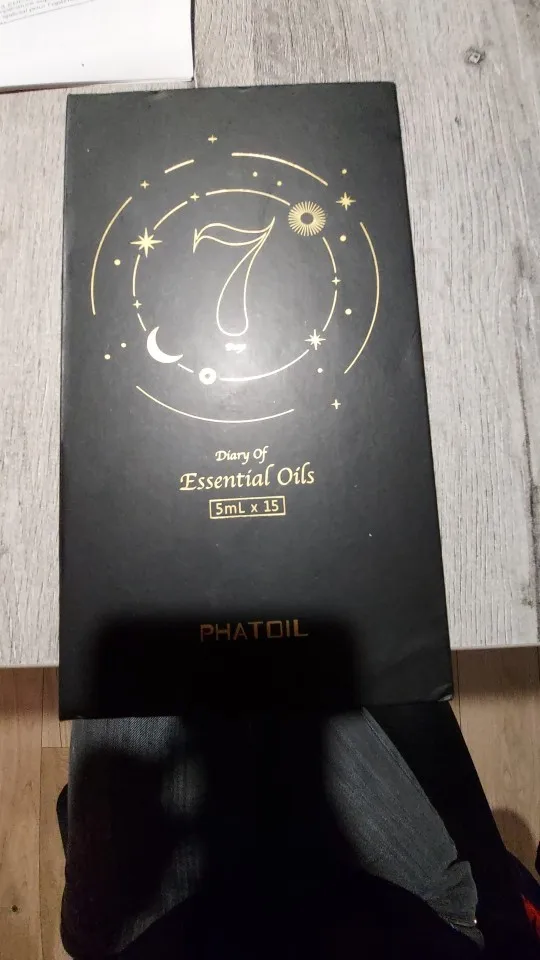 7
Day
Diary Of
Essential Oils
5mL x 15
PHATOIL